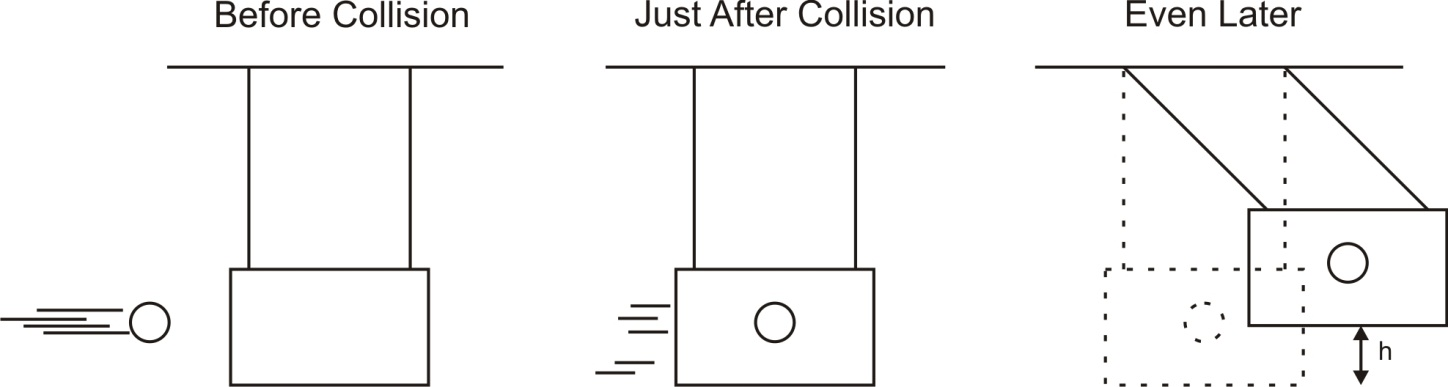 Before Collision
Just After Collision
Even Later
h